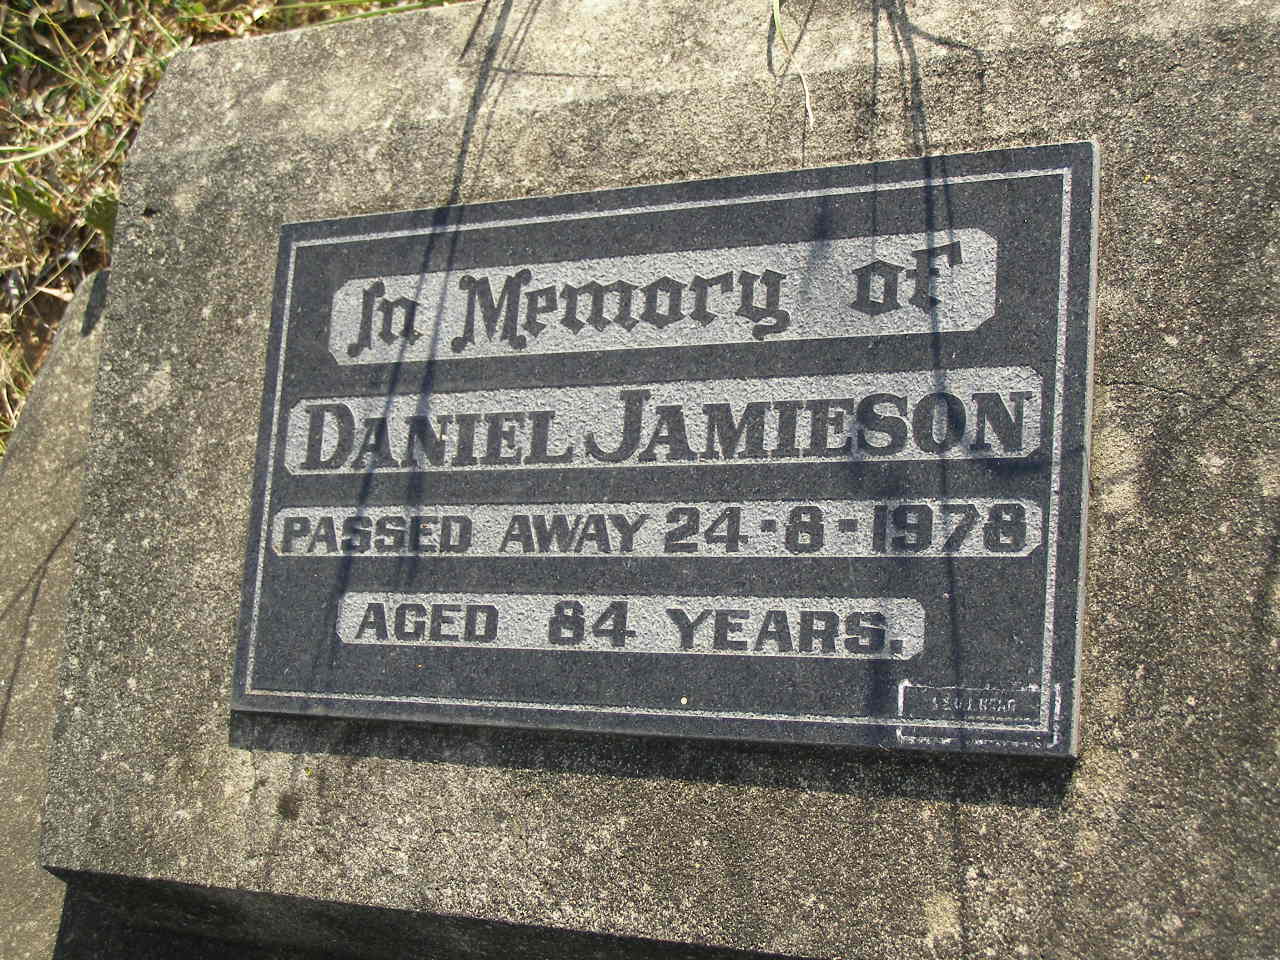 In Memory of
DANIEL JAMIESON
PASSED AWAY 24-8-1978
AGED 84 YEARS.